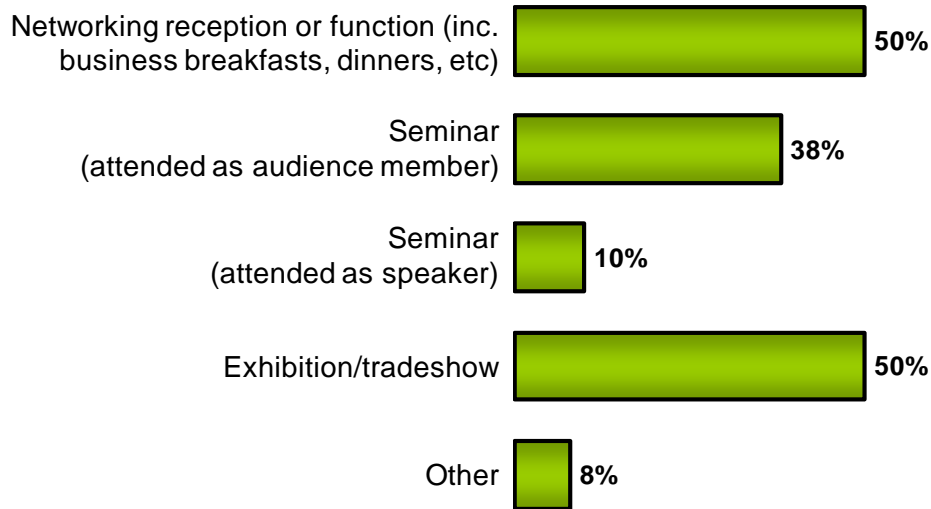 Networking reception or function (inc.
business breakfasts, dinners, etc)
50%
Seminar
(attended as audience member)
38%
Seminar
(attended as speaker)
10%
Exhibition/tradeshow
50%
Other
8%